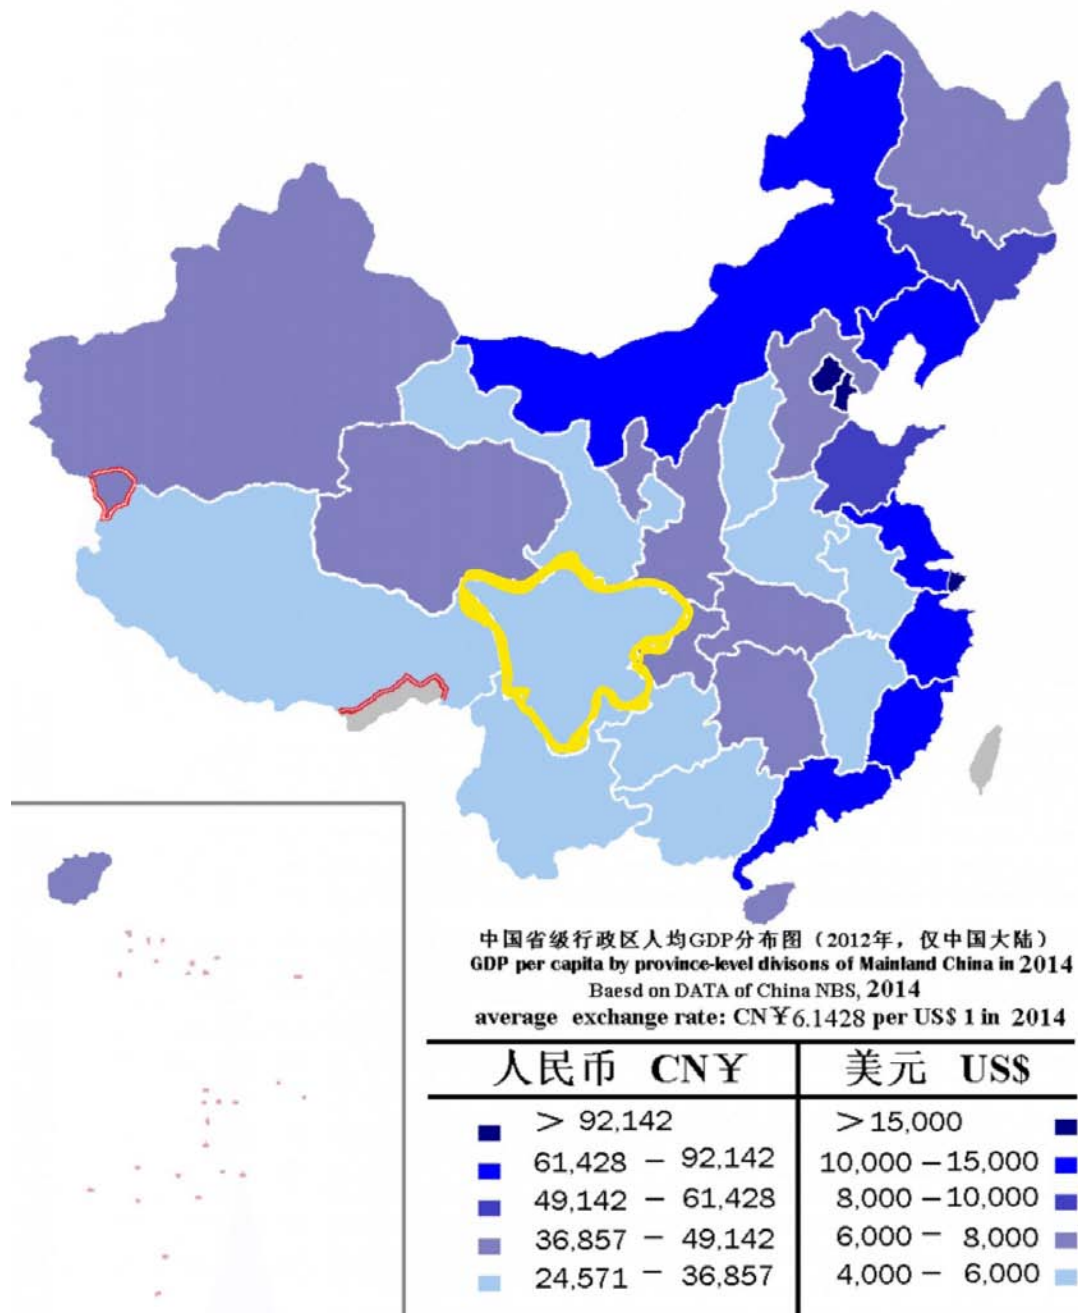 中国省级行政区人均GDP分布图（2012年，仅中国大陆）
GDP per capita by province-level divisons of Mainland China in 2014
Baesd on DATA of China NBS, 2014
average exchange rate: CN￥6.1428 per US$ 1 in 2014
人民币 CN￥ 美元 US$
＞ 92,142 ＞15,000
61,428 － 92,142 10,000－15,000
49,142 － 61,428 8,000－10,000
36,857 － 49,142 6,000－ 8,000
24,571 － 36,857 4,000－ 6,000